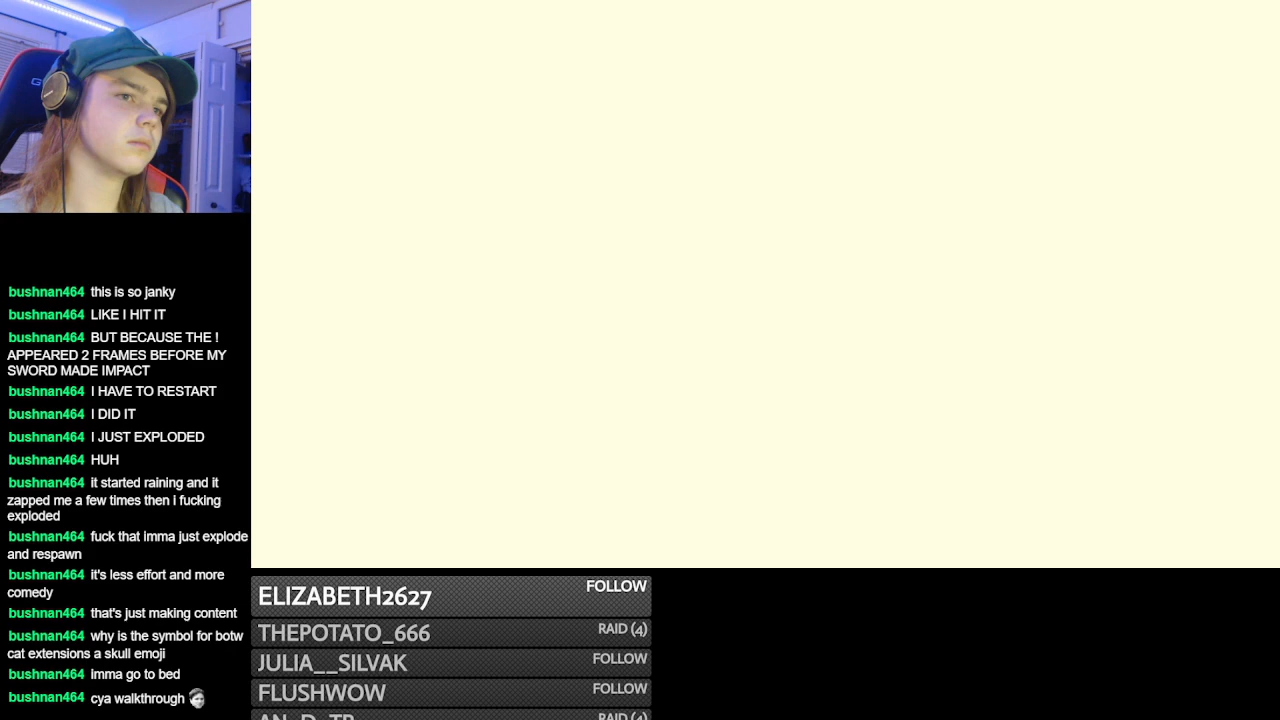 bushnan464 this is so janky
bushnan464 LIKE I HIT IT
bushnan464 BUT BECAUSE THE !
APPEARED 2 FRAMES BEFORE MY
SWORD MADE IMPACT
bushnan464 I HAVE TO RESTART
bushnan464 I DID IT
bushnan464 I JUST EXPLODED
bushnan464 HUH
bushnan464 it started raining and it
zapped me a few times then i fucking
exploded
bushnan464 fuck that imma just explode
and respawn
bushnan464 it's less effort and more
comedy
bushnan464 that's just making content
bushnan464 why is the symbol for botw
cat extensions a skull emoji
bushnan464 imma go to bed
bushnan464 cya walkthrough
ELIZABETH2627 FOLLOW
THEPOTATO_666 RAID (4)
JULIA__SILVAK FOLLOW
FLUSHWOW FOLLOW